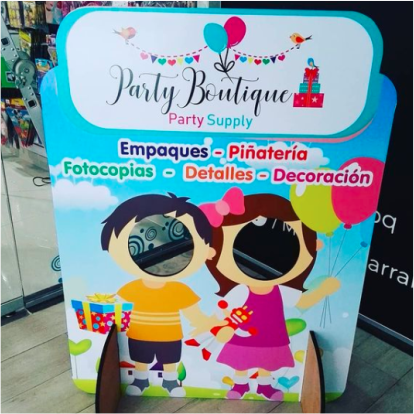 Party Boutique
Party Supply
Empaques - Piñatería
Fotocopias - Detalles - Decoración